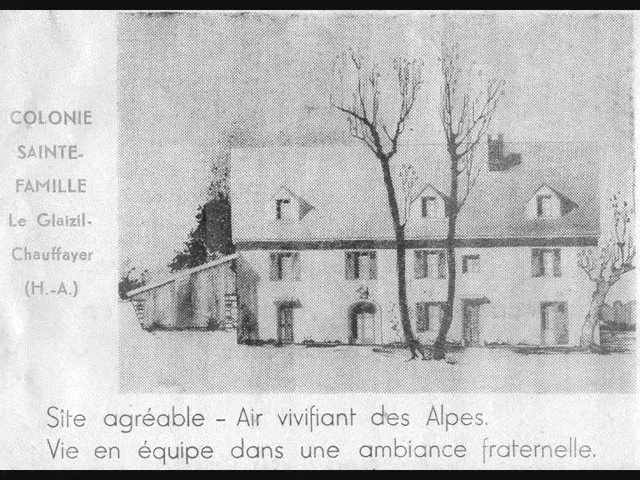 COLONIE
SAINTE-
FAMILLE
Le Glaizil-
Chauffayer
(H.-A.)
Site agréable - Air vivifiant des Alpes.
Vie en équipe dans une ambiance fraternelle.